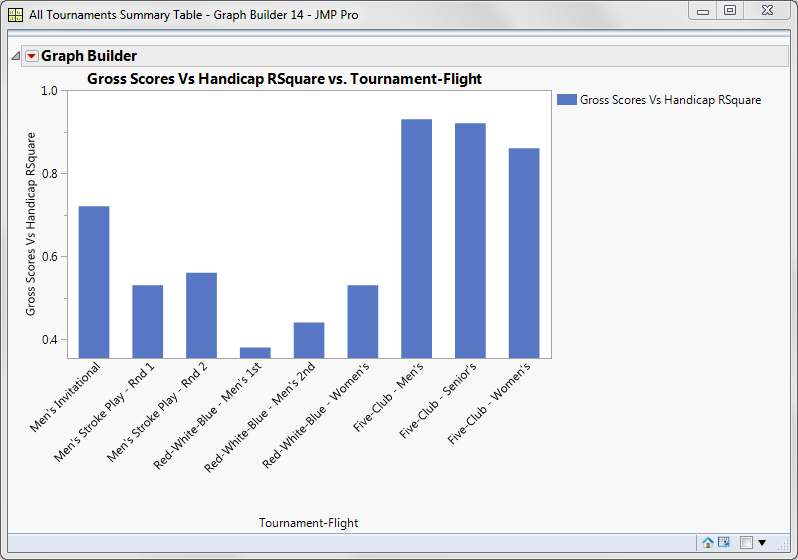 All Tournaments Summary Table - Graph Builder 14 - JMP Pro
Graph Builder
Gross Scores Vs Handicap RSquare vs. Tournament-Flight
Gross Scores Vs Handicap RSquare
1.0
0.8
0.6
0.4
Gross Scores Vs Handicap RSquare
Men's Invitational
Men's Stroke Play - Rnd 1
Men's Stroke Play - Rnd 2
Red-White-Blue - Men's 1st
Red-White-Blue - Men's 2nd
Red-White-Blue - Women's
Five-Club - Men's
Five-Club - Senior's
Five-Club - Women's
Tournament-Flight